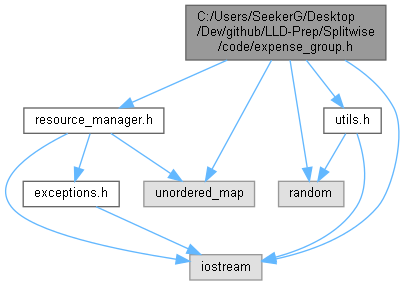 C:/Users/SeekerG/Desktop
/Dev/github/LLD-Prep/Splitwise
/code/expense_group.h
resource_manager.h
utils.h
exceptions.h
unordered_map
random
iostream